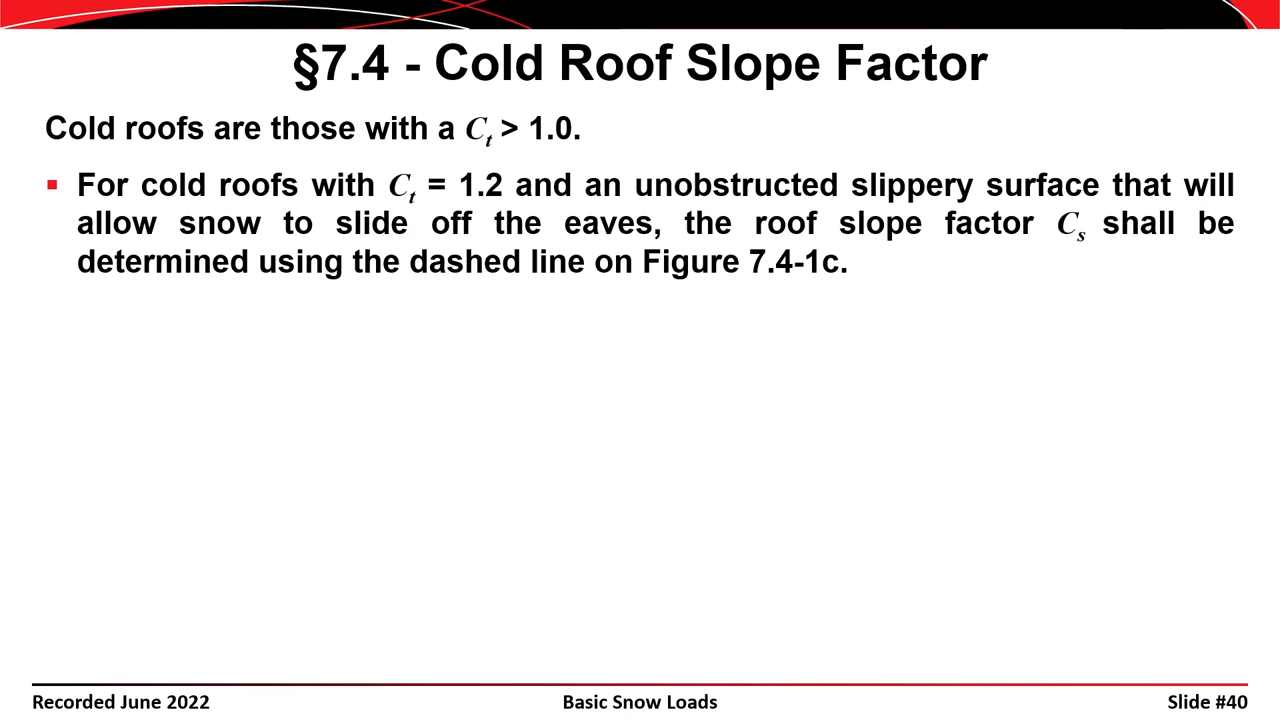 §7.4 - Cold Roof Slope Factor
Cold roofs are those with a Ct > 1.0.
▪ For cold roofs with Ct = 1.2 and an unobstructed slippery surface that will
allow snow to slide off the eaves, the roof slope factor Cs shall be
determined using the dashed line on Figure 7.4-1c.
Recorded June 2022
Basic Snow Loads
Slide #40